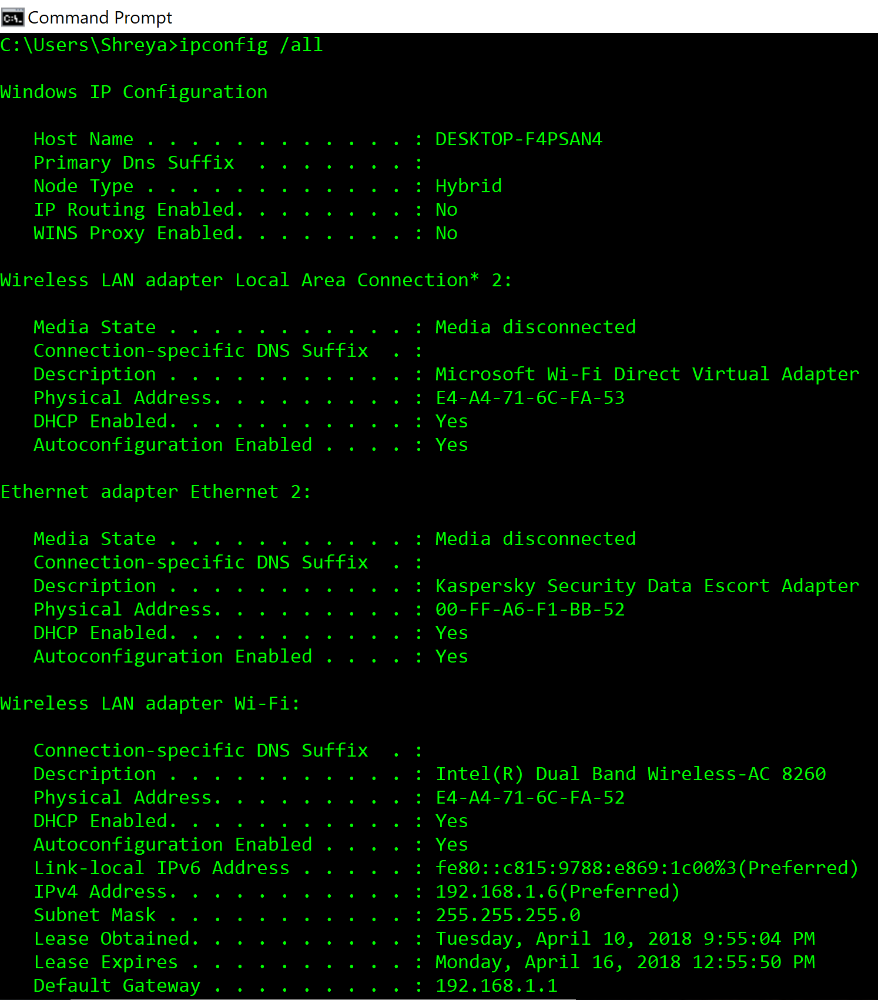 Command Prompt
C:\Users\Shreya>ipconfig /all
Windows IP Configuration
Host Name . . . . . . . . . . . . : DESKTOP-F4PSAN4
Primary Dns Suffix  . . . . . . . :
Node Type . . . . . . . . . . . . : Hybrid
IP Routing Enabled. . . . . . . . : No
WINS Proxy Enabled. . . . . . . . : No
Wireless LAN adapter Local Area Connection* 2:
Media State . . . . . . . . . . . : Media disconnected
Connection-specific DNS Suffix  . :
Description . . . . . . . . . . . : Microsoft Wi-Fi Direct Virtual Adapter
Physical Address. . . . . . . . . : E4-A4-71-6C-FA-53
DHCP Enabled. . . . . . . . . . . : Yes
Autoconfiguration Enabled . . . . : Yes
Ethernet adapter Ethernet 2:
Media State . . . . . . . . . . . : Media disconnected
Connection-specific DNS Suffix  . :
Description . . . . . . . . . . . : Kaspersky Security Data Escort Adapter
Physical Address. . . . . . . . . : 00-FF-A6-F1-BB-52
DHCP Enabled. . . . . . . . . . . : Yes
Autoconfiguration Enabled . . . . : Yes
Wireless LAN adapter Wi-Fi:
Connection-specific DNS Suffix  . :
Description . . . . . . . . . . . : Intel(R) Dual Band Wireless-AC 8260
Physical Address. . . . . . . . . : E4-A4-71-6C-FA-52
DHCP Enabled. . . . . . . . . . . : Yes
Autoconfiguration Enabled . . . . : Yes
Link-local IPv6 Address . . . . . : fe80::c815:9788:e869:1c00%3(Preferred)
IPv4 Address. . . . . . . . . . . : 192.168.1.6(Preferred)
Subnet Mask . . . . . . . . . . . : 255.255.255.0
Lease Obtained. . . . . . . . . . : Tuesday, April 10, 2018 9:55:04 PM
Lease Expires . . . . . . . . . . : Monday, April 16, 2018 12:55:50 PM
Default Gateway . . . . . . . . . : 192.168.1.1